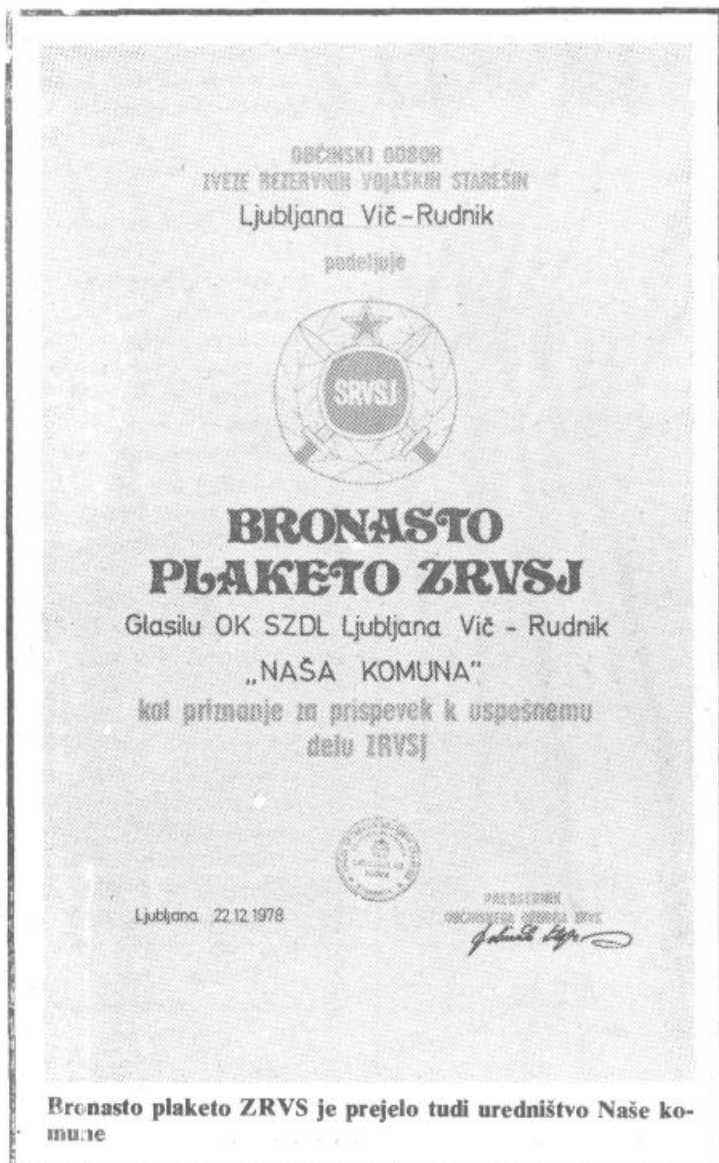 OBČINSKI ODBOR
ZVEZE REZERVNIH VOJAŠKIH STAREŠIN
Ljubljana Vič-Rudnik
podeljuje
SRVSJ
BRONASTO
PLAKETO ZRVSJ
Glasilu OK SZDL Ljubljana Vič - Rudnik
„NAŠA KOMUNA"
kot priznanje za prispevek k uspešnemu
delu ZRVSJ
Ljubljana 22.12.1978
PREDSEDNIK
OBČINSKEGA ODBORA ZRVS
Bronasto plaketo ZRVS je prejelo tudi uredništvo Naše ko-
mune